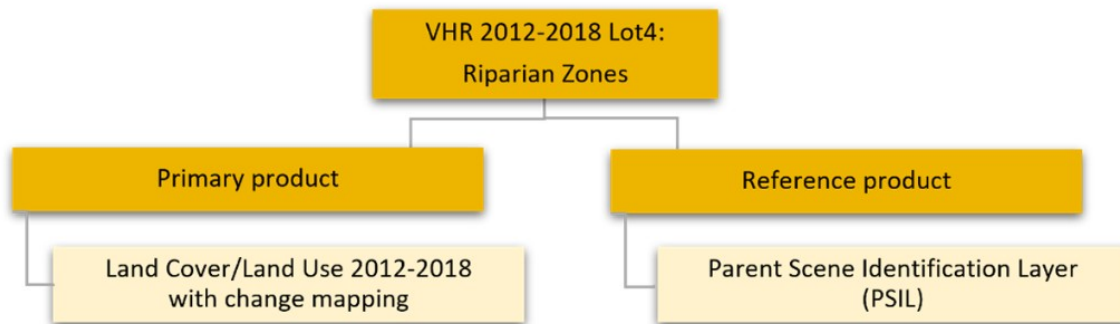 VHR 2012-2018 Lot4:
Riparian Zones
Primary product
Reference product
Land Cover/Land Use 2012-2018
with change mapping
Parent Scene Identification Layer
(PSIL)